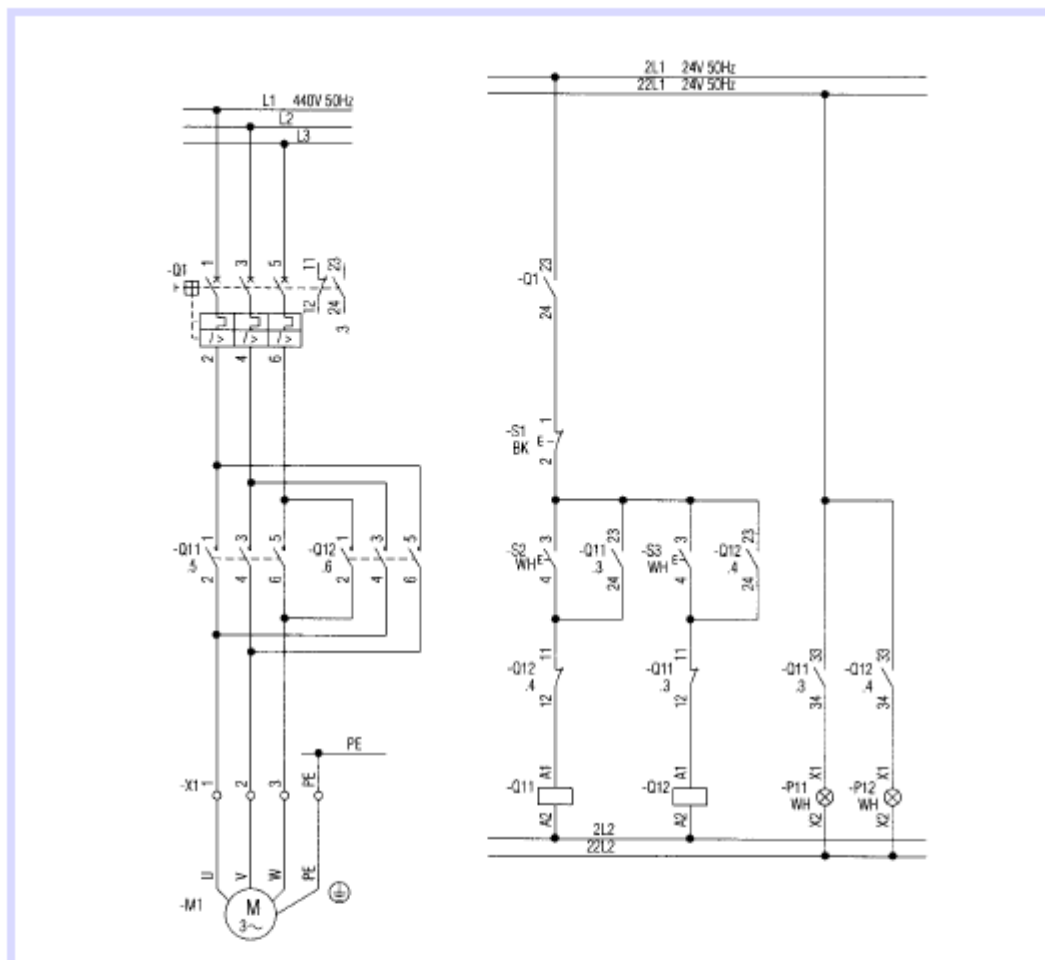 L1 440V 50Hz
L2
L3
-Q1
1 3 5 11 23
12 24
.3
2 4 6
-Q11
.5
1 3 5
2 4 6
-Q12
.6
1 3 5
2 4 6
PE
-X1
1 2 3 PE
U V W PE
-M1
M
3~
2L1 24V 50Hz
22L1 24V 50Hz
-Q1
23
24
-S1
BK
E
1
2
-S2
WH
E
3
4
-Q11
.3
23
24
-S3
WH
E
3
4
-Q12
.4
23
24
-Q12
.4
11
12
-Q11
.3
11
12
-Q11
.3
33
34
-Q12
.4
33
34
-Q11
A1
A2
-Q12
A1
A2
-P11
WH
X1
X2
-P12
WH
X1
X2
2L2
22L2